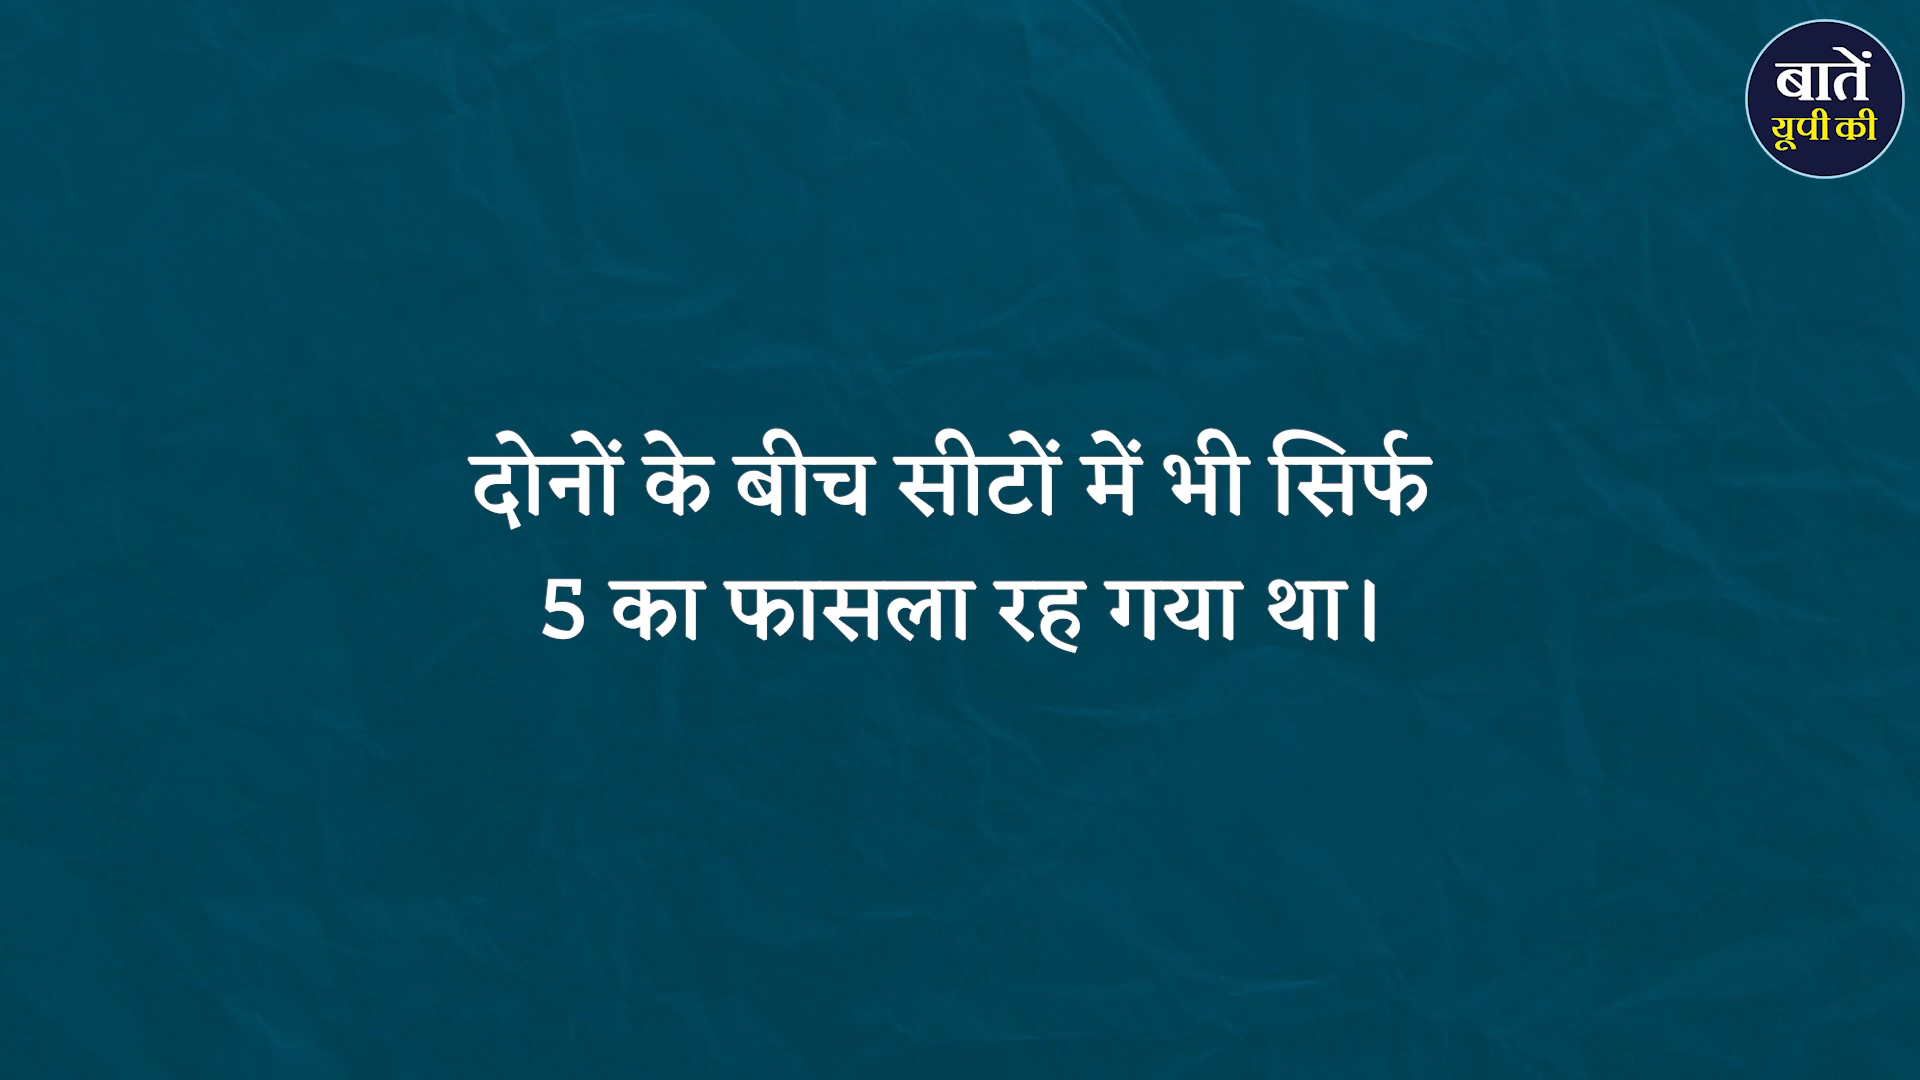 बातें
यूपी की
दोनों के बीच सीटों में भी सिर्फ
5 का फासला रह गया था।